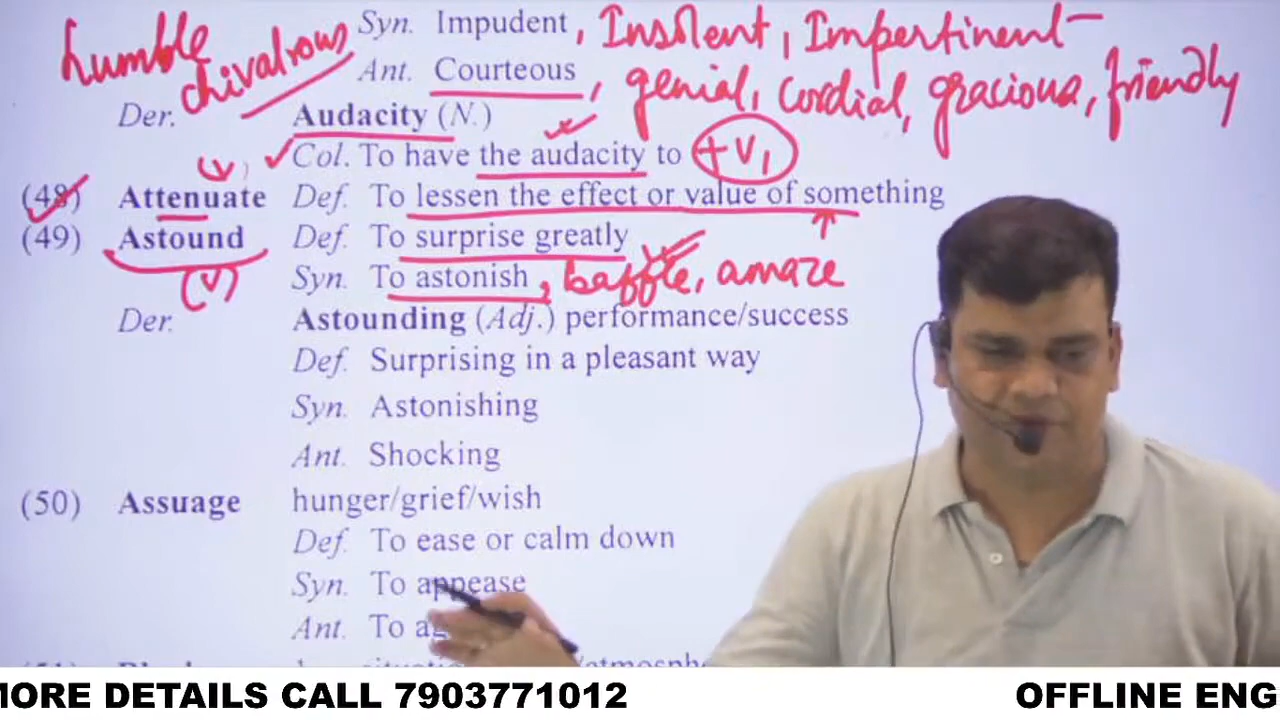 humble
chivalrous
Syn. Impudent, Insolent, Impertinent
Ant. Courteous, genial, cordial, gracious, friendly
Der. Audacity (N.)
Col. To have the audacity to +V1
(V)
(48) Attenuate Def. To lessen the effect or value of something
(49) Astound Def. To surprise greatly
(V) Syn. To astonish, baffle, amaze
Der. Astounding (Adj.) performance/success
Def. Surprising in a pleasant way
Syn. Astonishing
Ant. Shocking
(50) Assuage hunger/grief/wish
Def. To ease or calm down
Syn. To appease
Ant. To
MORE DETAILS CALL 7903771012 OFFLINE ENG